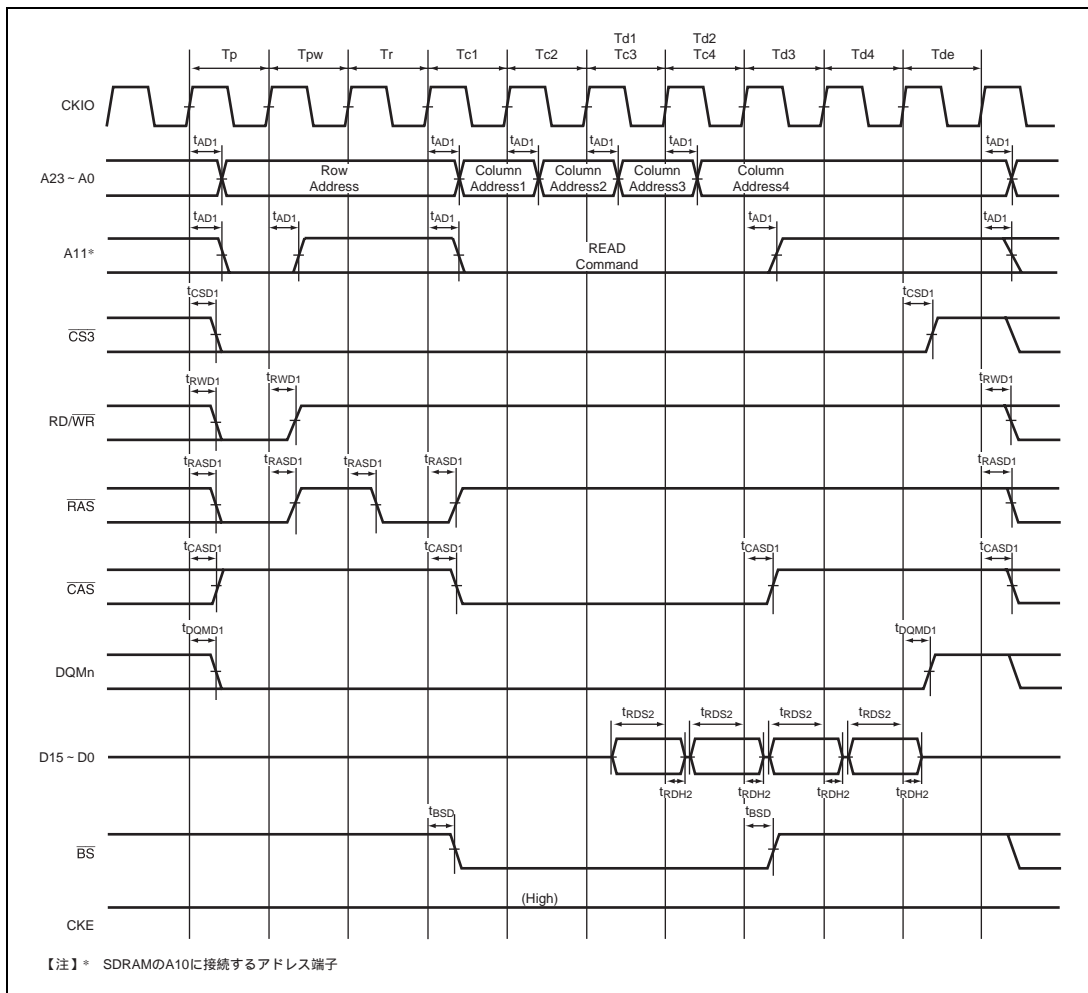 Td1 Td2
Tp Tpw Tr Tc1 Tc2 Tc3 Tc4 Td3 Td4 Tde
CKIO
tAD1 tAD1 tAD1 tAD1 tAD1 tAD1
A23 ~ A0
Row Address
Column Address1
Column Address2
Column Address3
Column Address4
tAD1 tAD1 tAD1 tAD1 tAD1
A11*
READ
Command
tCSD1 tCSD1
CS3
tRWD1 tRWD1 tRWD1
RD/WR
tRASD1 tRASD1 tRASD1 tRASD1 tRASD1
RAS
tCASD1 tCASD1 tCASD1 tCASD1
CAS
tDQMD1 tDQMD1
DQMn
tRDS2 tRDS2 tRDS2 tRDS2
D15 ~ D0
tRDH2 tRDH2 tRDH2 tRDH2
tBSD tBSD
BS
(High)
CKE
【注】* SDRAMのA10に接続するアドレス端子